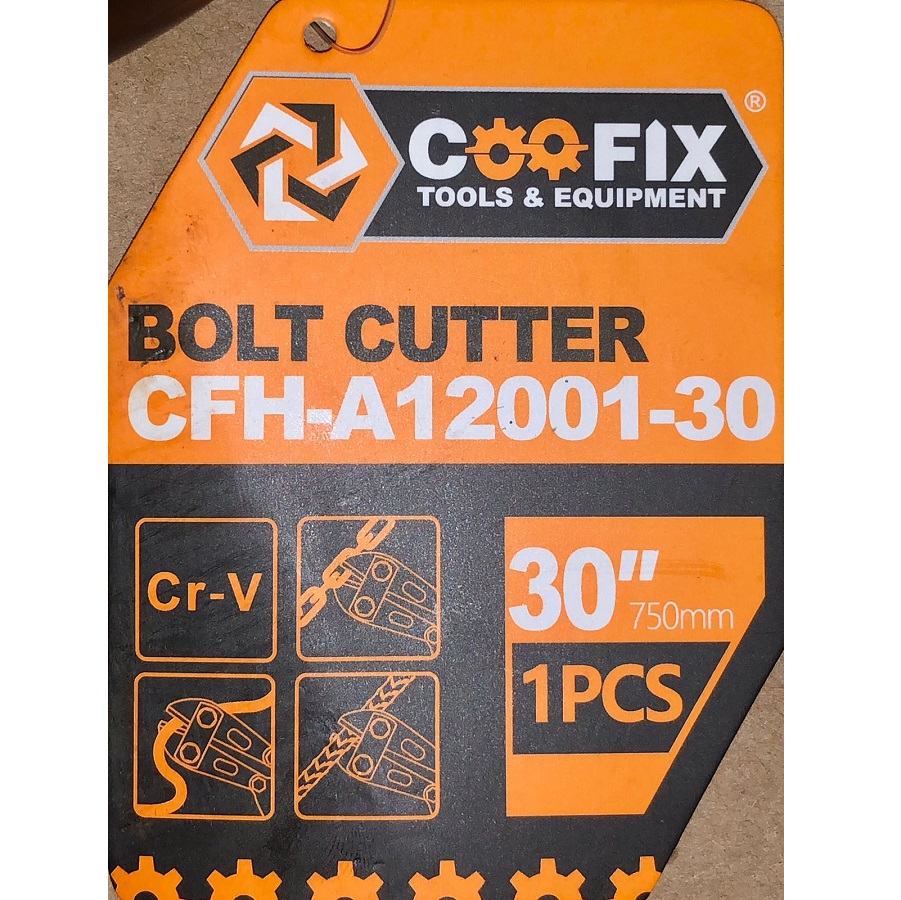 COOFIX ®
TOOLS & EQUIPMENT
BOLT CUTTER
CFH-A12001-30
Cr-V
30"
750mm
1PCS